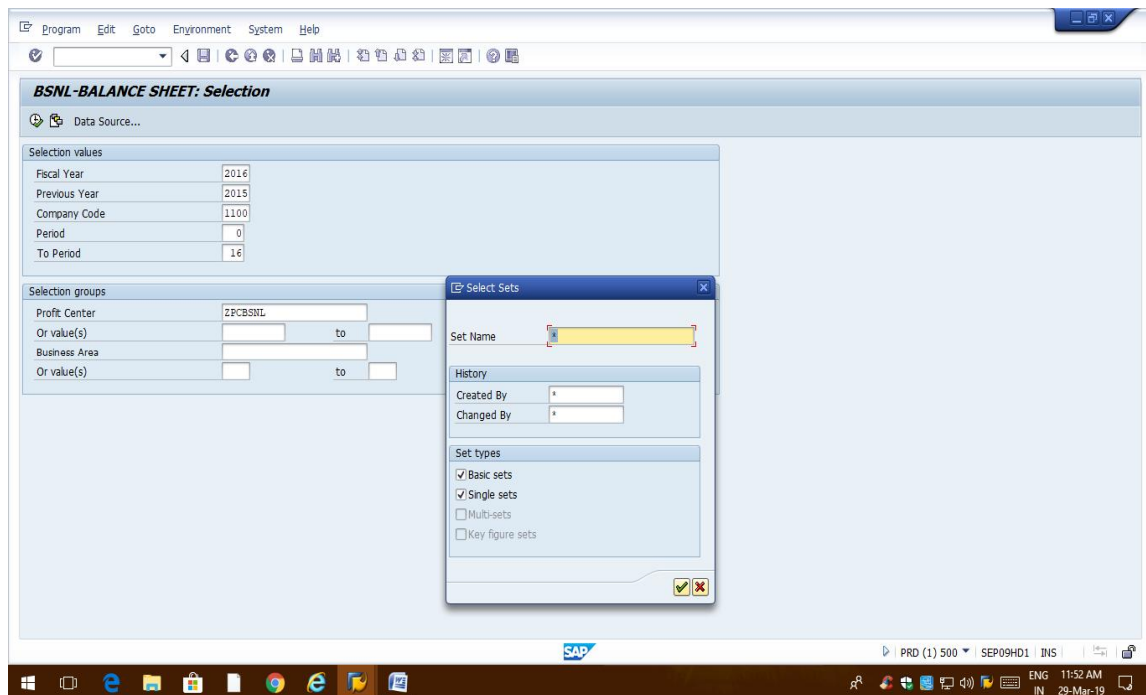 Program Edit Goto Environment System Help
BSNL-BALANCE SHEET: Selection
Data Source...
Selection values
Fiscal Year 2016
Previous Year 2015
Company Code 1100
Period 0
To Period 16
Selection groups
Profit Center ZPCBSNL
Or value(s) to
Business Area
Or value(s) to
Select Sets
Set Name *
History
Created By *
Changed By *
Set types
Basic sets
Single sets
Multi-sets
Key figure sets
SAP
PRD (1) 500 SEP09HD1 INS
ENG 11:52 AM
IN 29-Mar-19